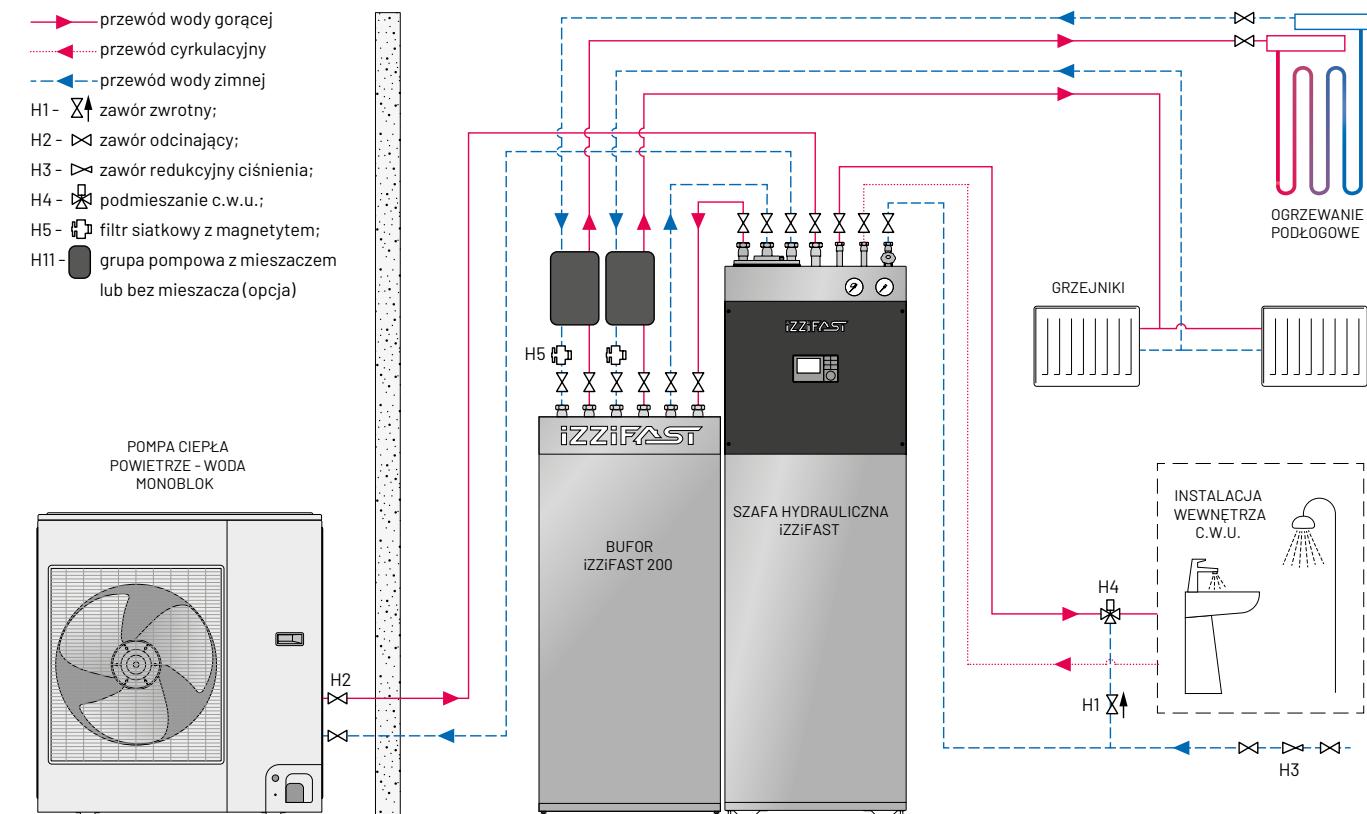 przewód wody gorącej
przewód cyrkulacyjny
przewód wody zimnej
H1 - zawór zwrotny;
H2 - zawór odcinający;
H3 - zawór redukcyjny ciśnienia;
H4 - podmieszanie c.w.u.;
H5 - filtr siatkowy z magnetytem;
H11 - grupa pompowa z mieszaczem
lub bez mieszacza (opcja)
OGRZEWANIE
PODŁOGOWE
GRZEJNIKI
iZZiFAST
H5
iZZiFAST
POMPA CIEPŁA
POWIETRZE - WODA
MONOBLOK
SZAFA HYDRAULICZNA
iZZiFAST
BUFOR
iZZiFAST 200
INSTALACJA
WEWNĘTRZA
C.W.U.
H4
H2
H1
H3